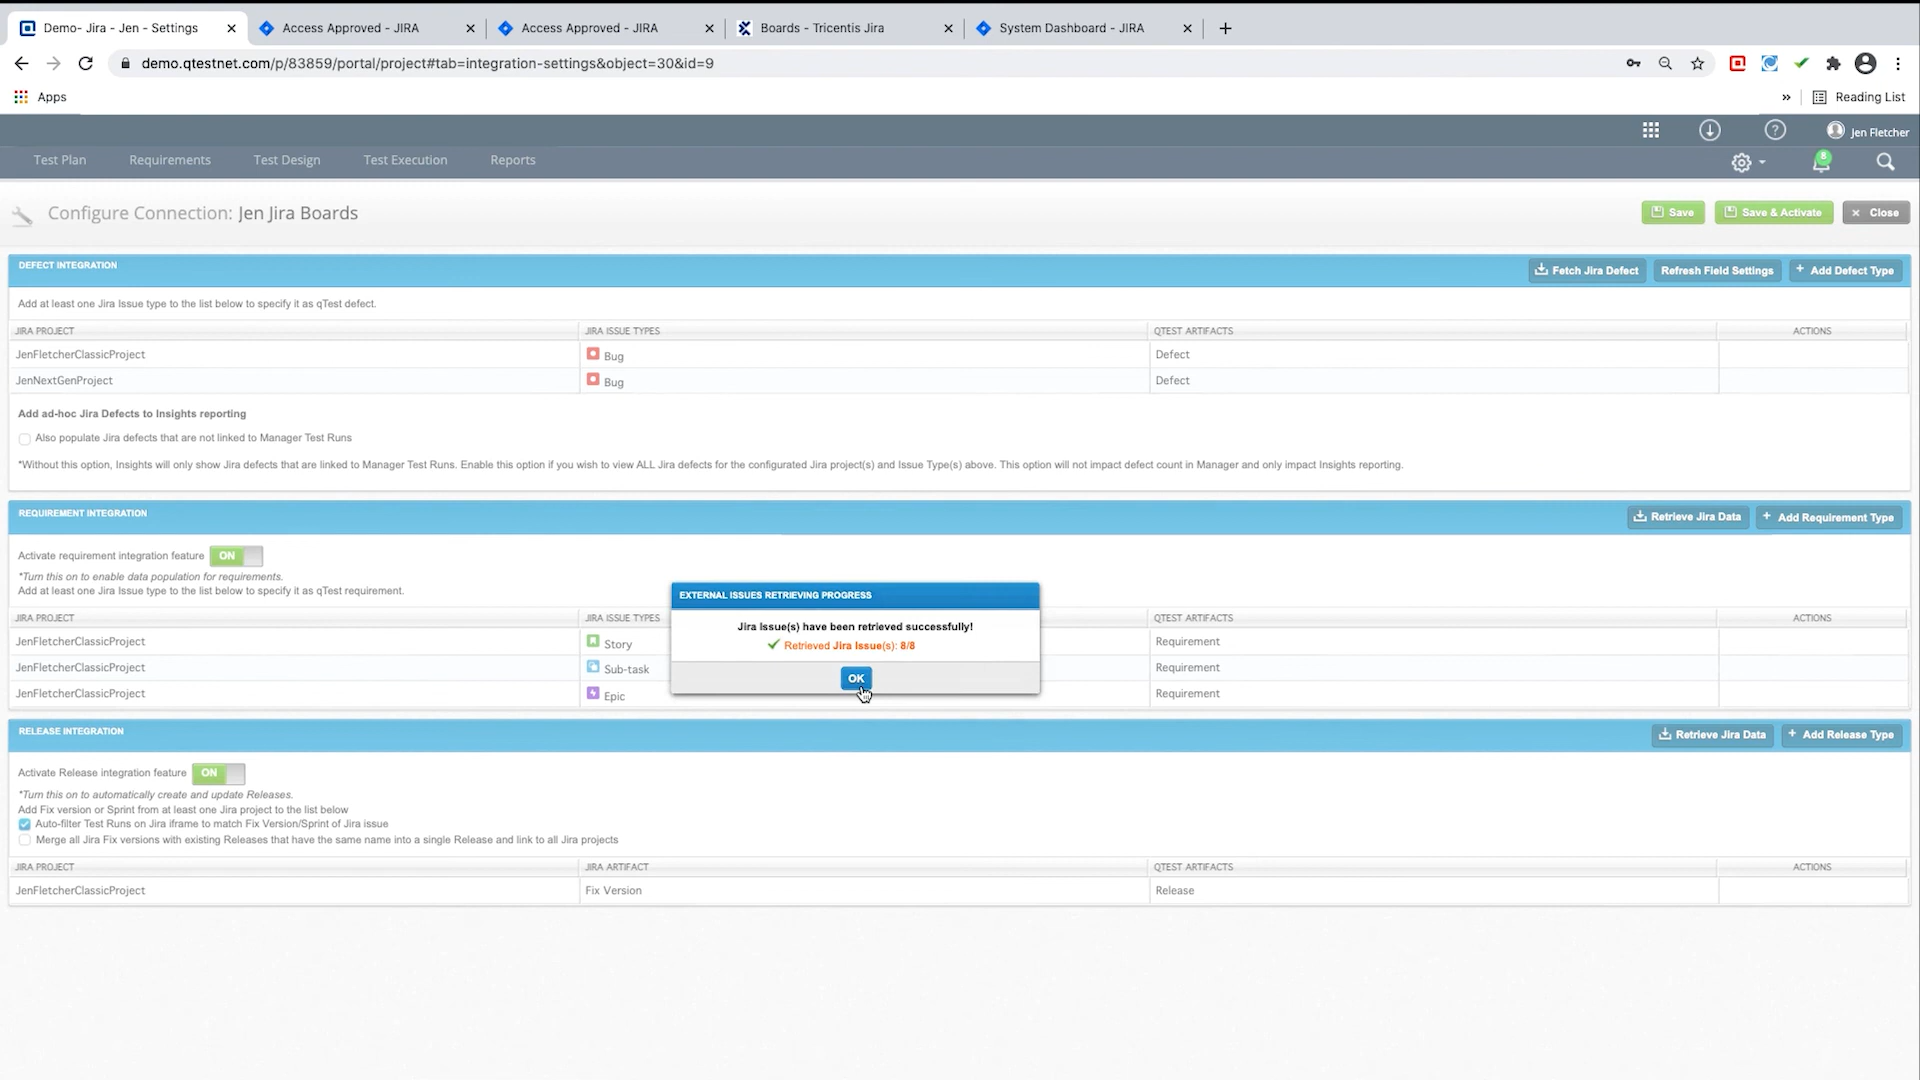 Demo- Jira - Jen - Settings
Access Approved - JIRA
Access Approved - JIRA
Boards - Tricentis Jira
System Dashboard - JIRA
demo.qtestnet.com/p/83859/portal/project#tab=integration-settings&object=30&id=9
Apps
» Reading List
Jen Fletcher
Test Plan Requirements Test Design Test Execution Reports
8
Configure Connection: Jen Jira Boards
Save
Save & Activate
× Close
DEFECT INTEGRATION
Fetch Jira Defect
Refresh Field Settings
+ Add Defect Type
Add at least one Jira Issue type to the list below to specify it as qTest defect.
JIRA PROJECT JIRA ISSUE TYPES QTEST ARTIFACTS ACTIONS
JenFletcherClassicProject Bug Defect
JenNextGenProject Bug Defect
Add ad-hoc Jira Defects to Insights reporting
Also populate Jira defects that are not linked to Manager Test Runs
*Without this option, Insights will only show Jira defects that are linked to Manager Test Runs. Enable this option if you wish to view ALL Jira defects for the configurated Jira project(s) and Issue Type(s) above. This option will not impact defect count in Manager and only impact Insights reporting.
REQUIREMENT INTEGRATION
Retrieve Jira Data
+ Add Requirement Type
Activate requirement integration feature ON
*Turn this on to enable data population for requirements.
Add at least one Jira Issue type to the list below to specify it as qTest requirement.
JIRA PROJECT JIRA ISSUE TYPES QTEST ARTIFACTS ACTIONS
JenFletcherClassicProject Story Requirement
JenFletcherClassicProject Sub-task Requirement
JenFletcherClassicProject Epic Requirement
EXTERNAL ISSUES RETRIEVING PROGRESS
Jira Issue(s) have been retrieved successfully!
Retrieved Jira Issue(s): 8/8
OK
RELEASE INTEGRATION
Retrieve Jira Data
+ Add Release Type
Activate Release integration feature ON
*Turn this on to automatically create and update Releases.
Add Fix version or Sprint from at least one Jira project to the list below
Auto-filter Test Runs on Jira iframe to match Fix Version/Sprint of Jira issue
Merge all Jira Fix versions with existing Releases that have the same name into a single Release and link to all Jira projects
JIRA PROJECT JIRA ARTIFACT QTEST ARTIFACTS ACTIONS
JenFletcherClassicProject Fix Version Release